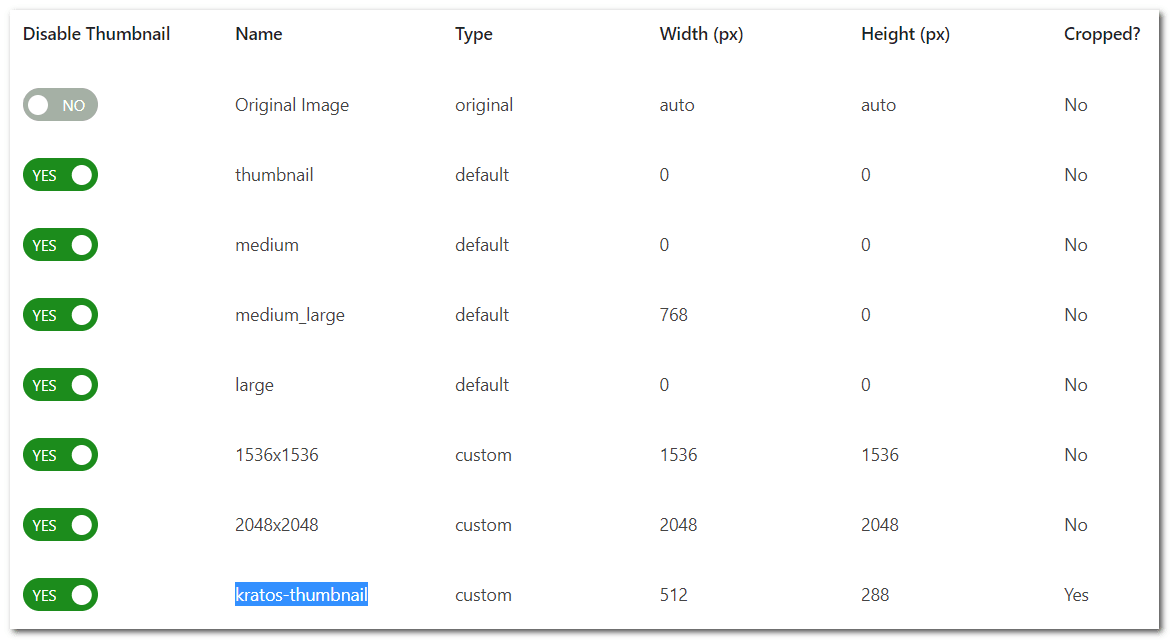 Disable Thumbnail Name Type Width (px) Height (px) Cropped?
NO Original Image original auto auto No
YES thumbnail default 0 0 No
YES medium default 0 0 No
YES medium_large default 768 0 No
YES large default 0 0 No
YES 1536x1536 custom 1536 1536 No
YES 2048x2048 custom 2048 2048 No
YES kratos-thumbnail custom 512 288 Yes